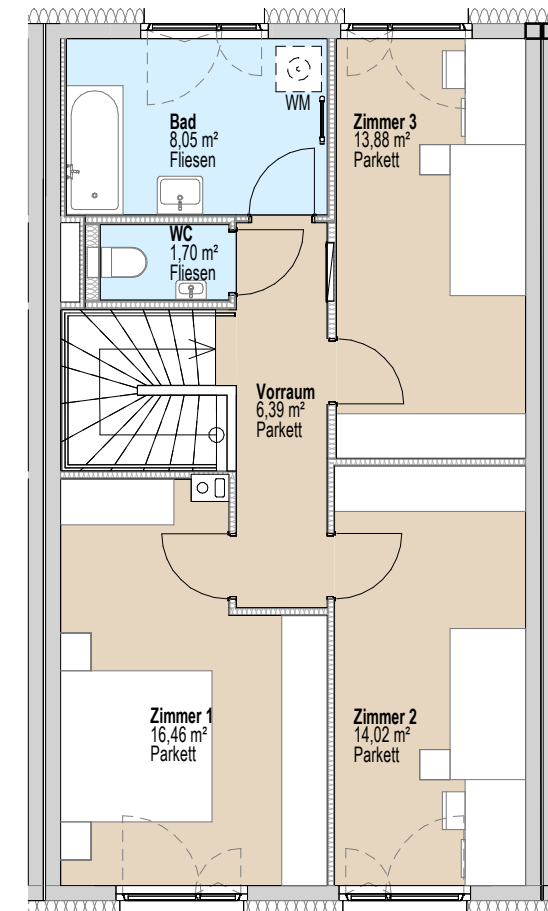 Bad
8,05 m²
Fliesen
WM
Zimmer 3
13,88 m²
Parkett
WC
1,70 m²
Fliesen
Vorraum
6,39 m²
Parkett
Zimmer 1
16,46 m²
Parkett
Zimmer 2
14,02 m²
Parkett